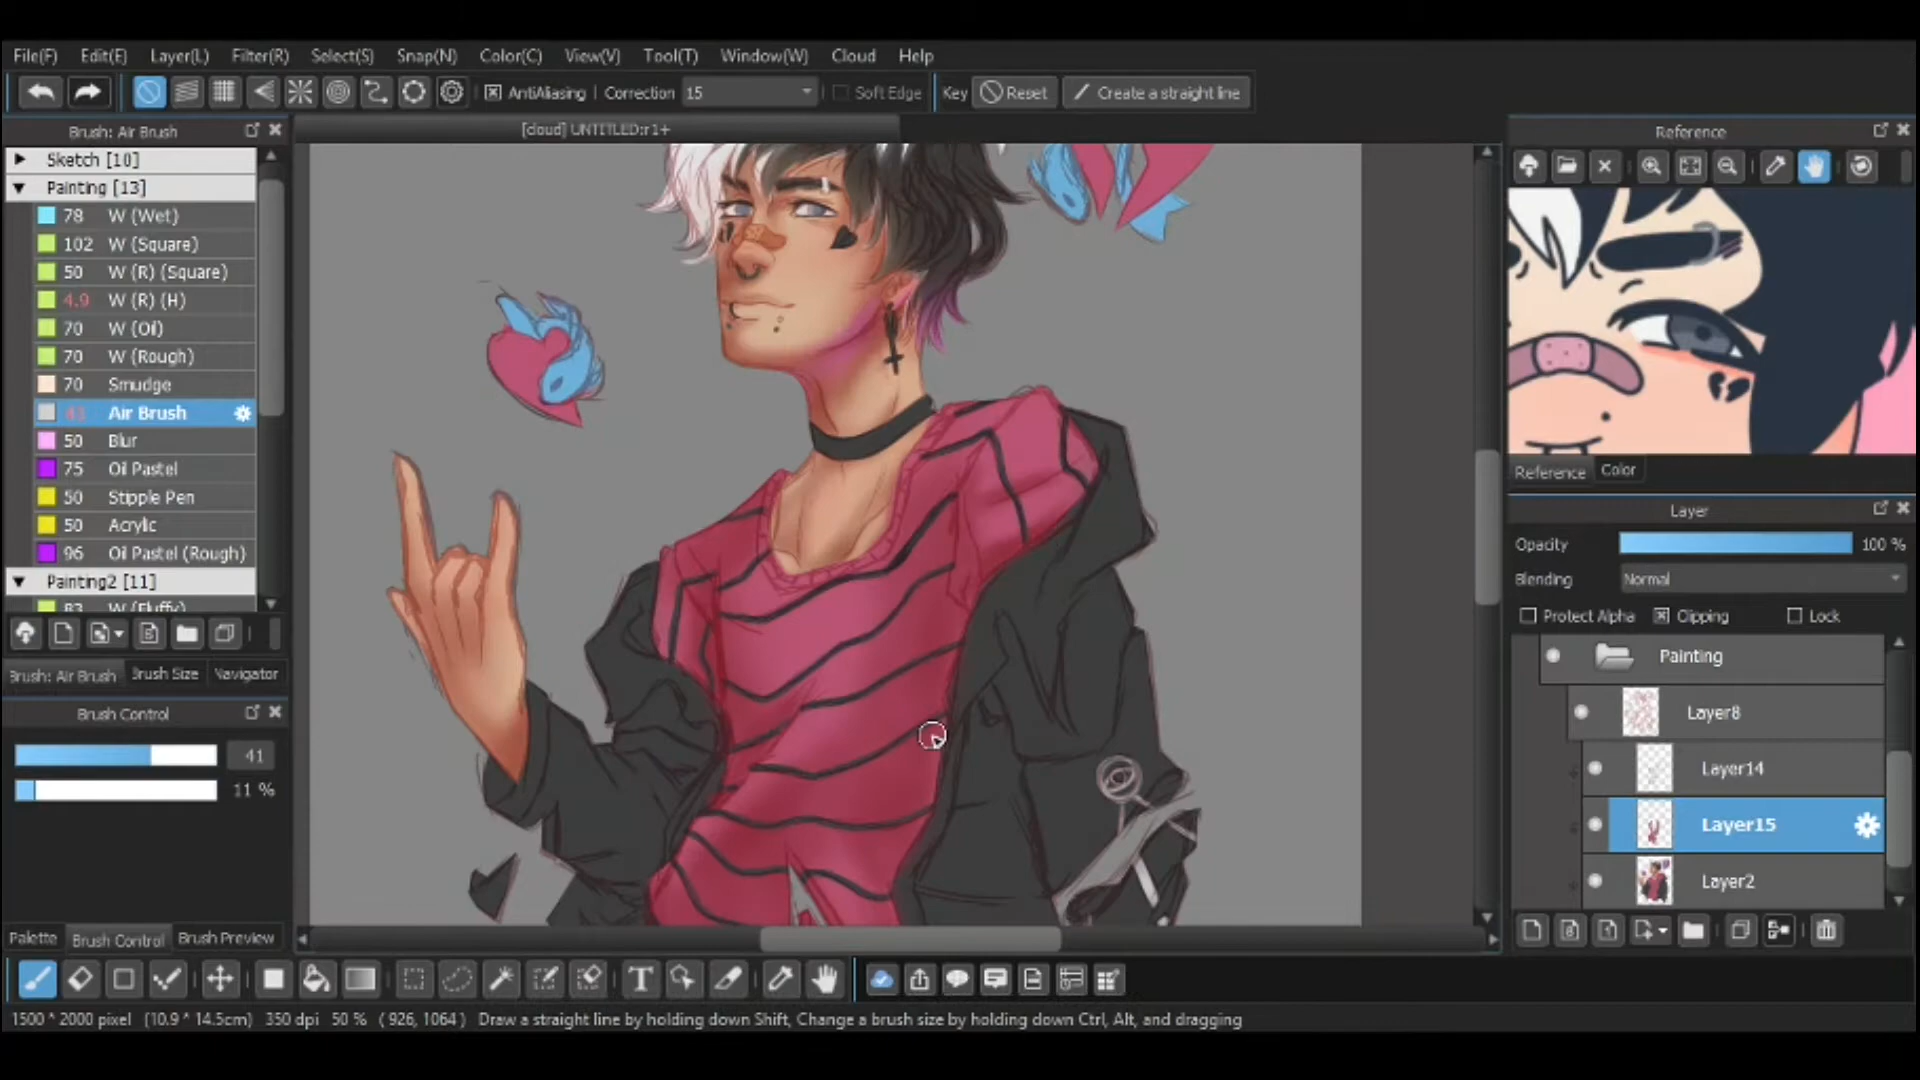 File(F) Edit(E) Layer(L) Filter(R) Select(S) Snap(N) Color(C) View(V) Tool(T) Window(W) Cloud Help
AntiAliasing Correction 15 Soft Edge Key Reset Create a straight line
Brush: Air Brush
[cloud] UNTITLED:r1+
Reference
Sketch [10]
Painting [13]
78 W (Wet)
102 W (Square)
50 W (R) (Square)
4.9 W (R) (H)
70 W (Oil)
70 W (Rough)
70 Smudge
41 Air Brush
50 Blur
75 Oil Pastel
50 Stipple Pen
50 Acrylic
96 Oil Pastel (Rough)
Painting2 [11]
83 W (Fluffy)
Brush: Air Brush Brush Size Navigator
Brush Control
41
11 %
Palette Brush Control Brush Preview
Reference Color
Layer
Opacity 100 %
Blending Normal
Protect Alpha Clipping Lock
Painting
Layer8
Layer14
Layer15
Layer2
1500 * 2000 pixel (10.9 * 14.5cm) 350 dpi 50 % ( 926, 1064 ) Draw a straight line by holding down Shift, Change a brush size by holding down Ctrl, Alt, and dragging